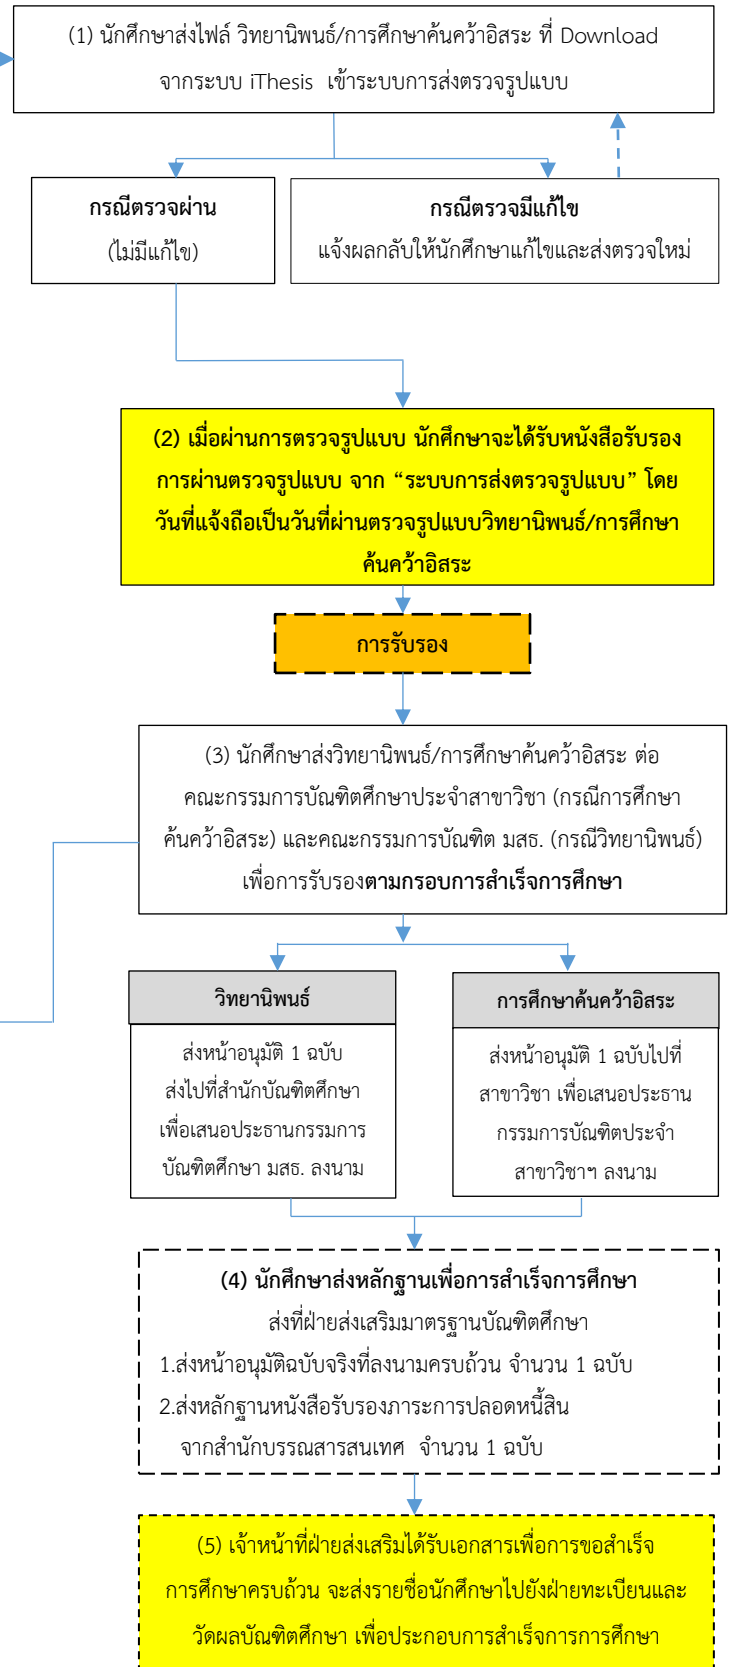 (1) นักศึกษาส่งไฟล์ วิทยานิพนธ์/การศึกษาค้นคว้าอิสระ ที่ Download
จากระบบ iThesis เข้าระบบการส่งตรวจรูปแบบ
กรณีตรวจผ่าน
(ไม่มีแก้ไข)
กรณีตรวจมีแก้ไข
แจ้งผลกลับให้นักศึกษาแก้ไขและส่งตรวจใหม่
(2) เมื่อผ่านการตรวจรูปแบบ นักศึกษาจะได้รับหนังสือรับรอง
การผ่านตรวจรูปแบบ จาก “ระบบการส่งตรวจรูปแบบ” โดย
วันที่แจ้งถือเป็นวันที่ผ่านตรวจรูปแบบวิทยานิพนธ์/การศึกษา
ค้นคว้าอิสระ
การรับรอง
(3) นักศึกษาส่งวิทยานิพนธ์/การศึกษาค้นคว้าอิสระ ต่อ
คณะกรรมการบัณฑิตศึกษาประจำสาขาวิชา (กรณีการศึกษา
ค้นคว้าอิสระ) และคณะกรรมการบัณฑิต มสธ. (กรณีวิทยานิพนธ์)
เพื่อการรับรองตามกรอบการสำเร็จการศึกษา
วิทยานิพนธ์
ส่งหน้าอนุมัติ 1 ฉบับ
ส่งไปที่สำนักบัณฑิตศึกษา
เพื่อเสนอประธานกรรมการ
บัณฑิตศึกษา มสธ. ลงนาม
การศึกษาค้นคว้าอิสระ
ส่งหน้าอนุมัติ 1 ฉบับไปที่
สาขาวิชา เพื่อเสนอประธาน
กรรมการบัณฑิตประจำ
สาขาวิชาฯ ลงนาม
(4) นักศึกษาส่งหลักฐานเพื่อการสำเร็จการศึกษา
ส่งที่ฝ่ายส่งเสริมมาตรฐานบัณฑิตศึกษา
1.ส่งหน้าอนุมัติฉบับจริงที่ลงนามครบถ้วน จำนวน 1 ฉบับ
2.ส่งหลักฐานหนังสือรับรองภาระการปลอดหนี้สิน
จากสำนักบรรณสารสนเทศ จำนวน 1 ฉบับ
(5) เจ้าหน้าที่ฝ่ายส่งเสริมได้รับเอกสารเพื่อการขอสำเร็จ
การศึกษาครบถ้วน จะส่งรายชื่อนักศึกษาไปยังฝ่ายทะเบียนและ
วัดผลบัณฑิตศึกษา เพื่อประกอบการสำเร็จการการศึกษา